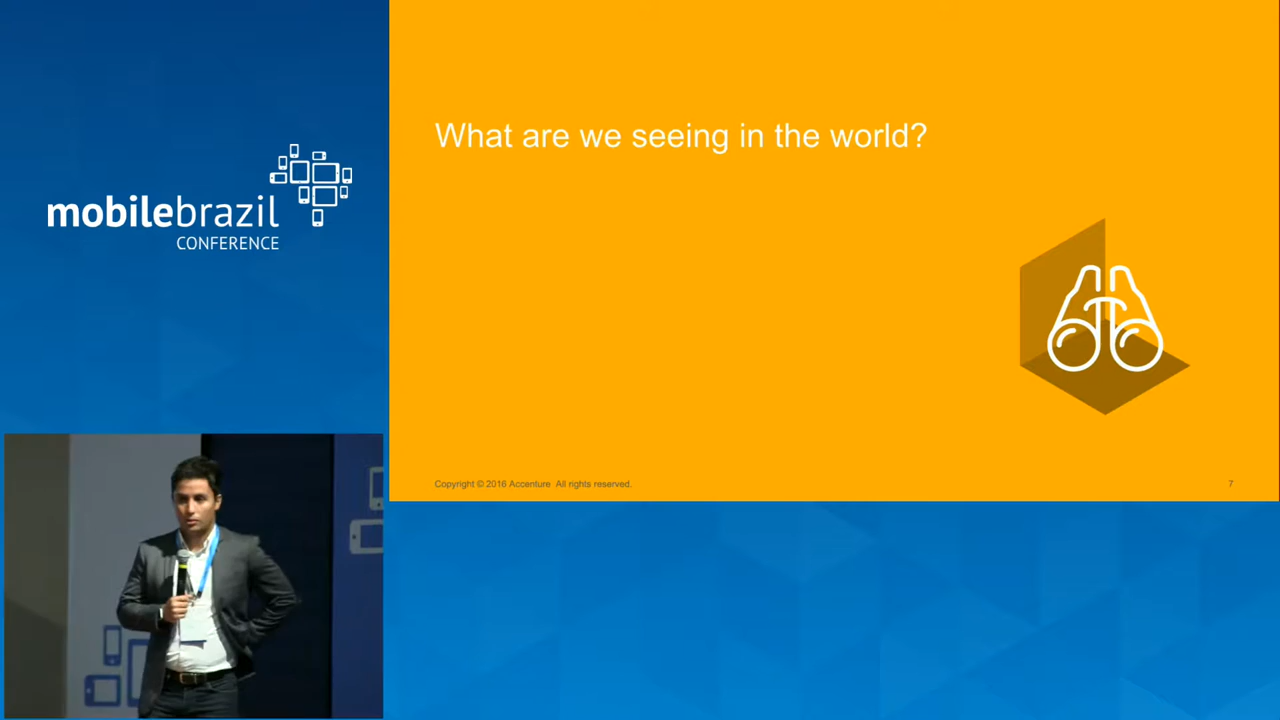 mobilebrazil
CONFERENCE
What are we seeing in the world?
Copyright © 2016 Accenture All rights reserved.
7